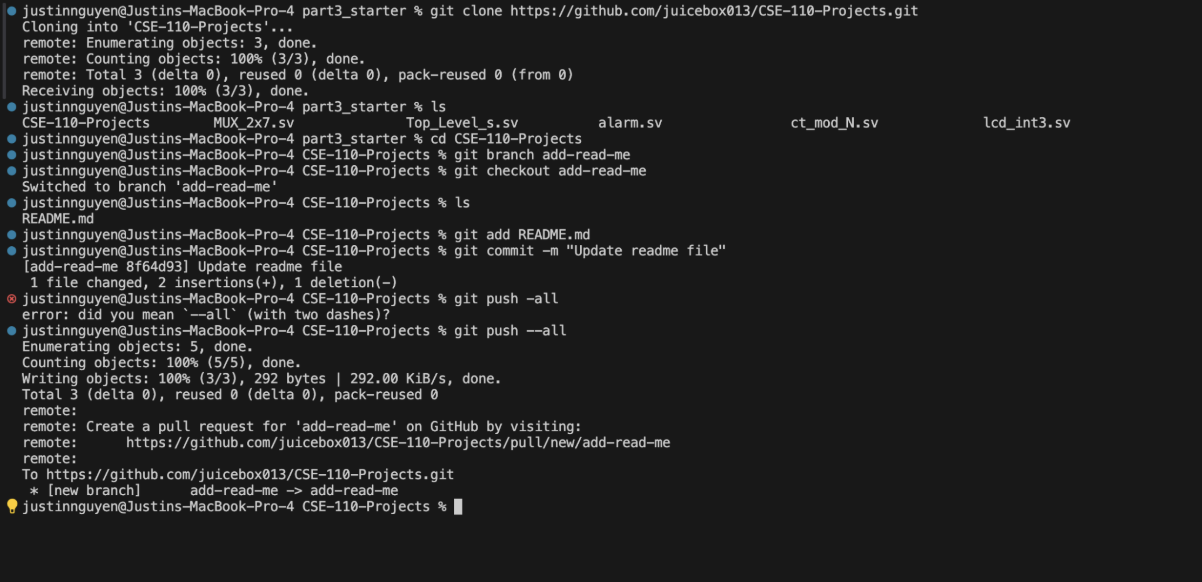 justinnguyen@Justins-MacBook-Pro-4 part3_starter % git clone https://github.com/juicebox013/CSE-110-Projects.git
Cloning into 'CSE-110-Projects'...
remote: Enumerating objects: 3, done.
remote: Counting objects: 100% (3/3), done.
remote: Total 3 (delta 0), reused 0 (delta 0), pack-reused 0 (from 0)
Receiving objects: 100% (3/3), done.
justinnguyen@Justins-MacBook-Pro-4 part3_starter % ls
CSE-110-Projects MUX_2x7.sv Top_Level_s.sv alarm.sv ct_mod_N.sv lcd_int3.sv
justinnguyen@Justins-MacBook-Pro-4 part3_starter % cd CSE-110-Projects
justinnguyen@Justins-MacBook-Pro-4 CSE-110-Projects % git branch add-read-me
justinnguyen@Justins-MacBook-Pro-4 CSE-110-Projects % git checkout add-read-me
Switched to branch 'add-read-me'
justinnguyen@Justins-MacBook-Pro-4 CSE-110-Projects % ls
README.md
justinnguyen@Justins-MacBook-Pro-4 CSE-110-Projects % git add README.md
justinnguyen@Justins-MacBook-Pro-4 CSE-110-Projects % git commit -m "Update readme file"
[add-read-me 8f64d93] Update readme file
1 file changed, 2 insertions(+), 1 deletion(-)
justinnguyen@Justins-MacBook-Pro-4 CSE-110-Projects % git push -all
error: did you mean `--all` (with two dashes)?
justinnguyen@Justins-MacBook-Pro-4 CSE-110-Projects % git push --all
Enumerating objects: 5, done.
Counting objects: 100% (5/5), done.
Writing objects: 100% (3/3), 292 bytes | 292.00 KiB/s, done.
Total 3 (delta 0), reused 0 (delta 0), pack-reused 0
remote:
remote: Create a pull request for 'add-read-me' on GitHub by visiting:
remote: https://github.com/juicebox013/CSE-110-Projects/pull/new/add-read-me
remote:
To https://github.com/juicebox013/CSE-110-Projects.git
* [new branch] add-read-me -> add-read-me
justinnguyen@Justins-MacBook-Pro-4 CSE-110-Projects %